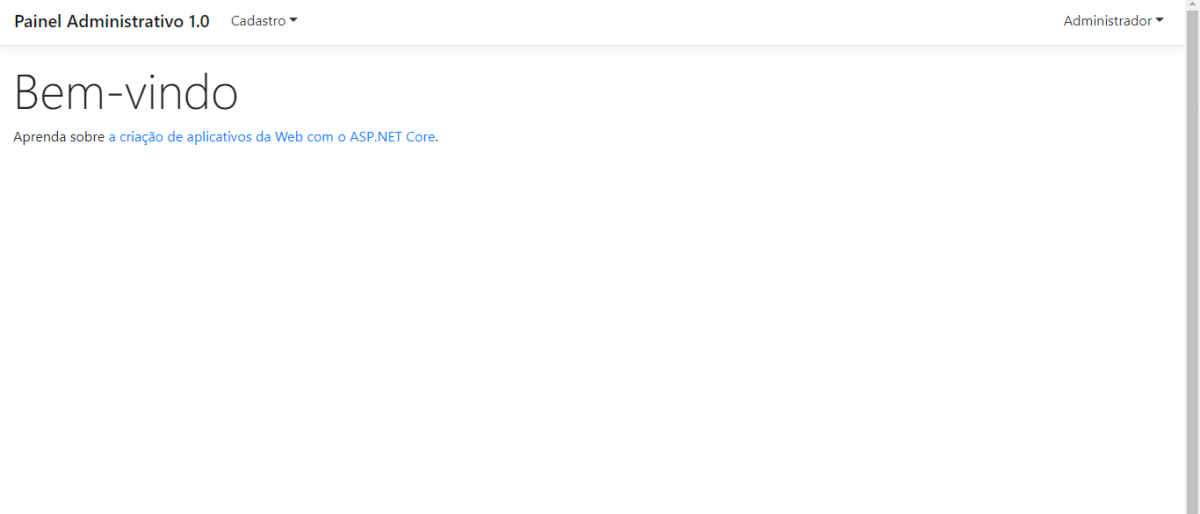 Painel Administrativo 1.0 Cadastro Administrador
Bem-vindo
Aprenda sobre a criação de aplicativos da Web com o ASP.NET Core.